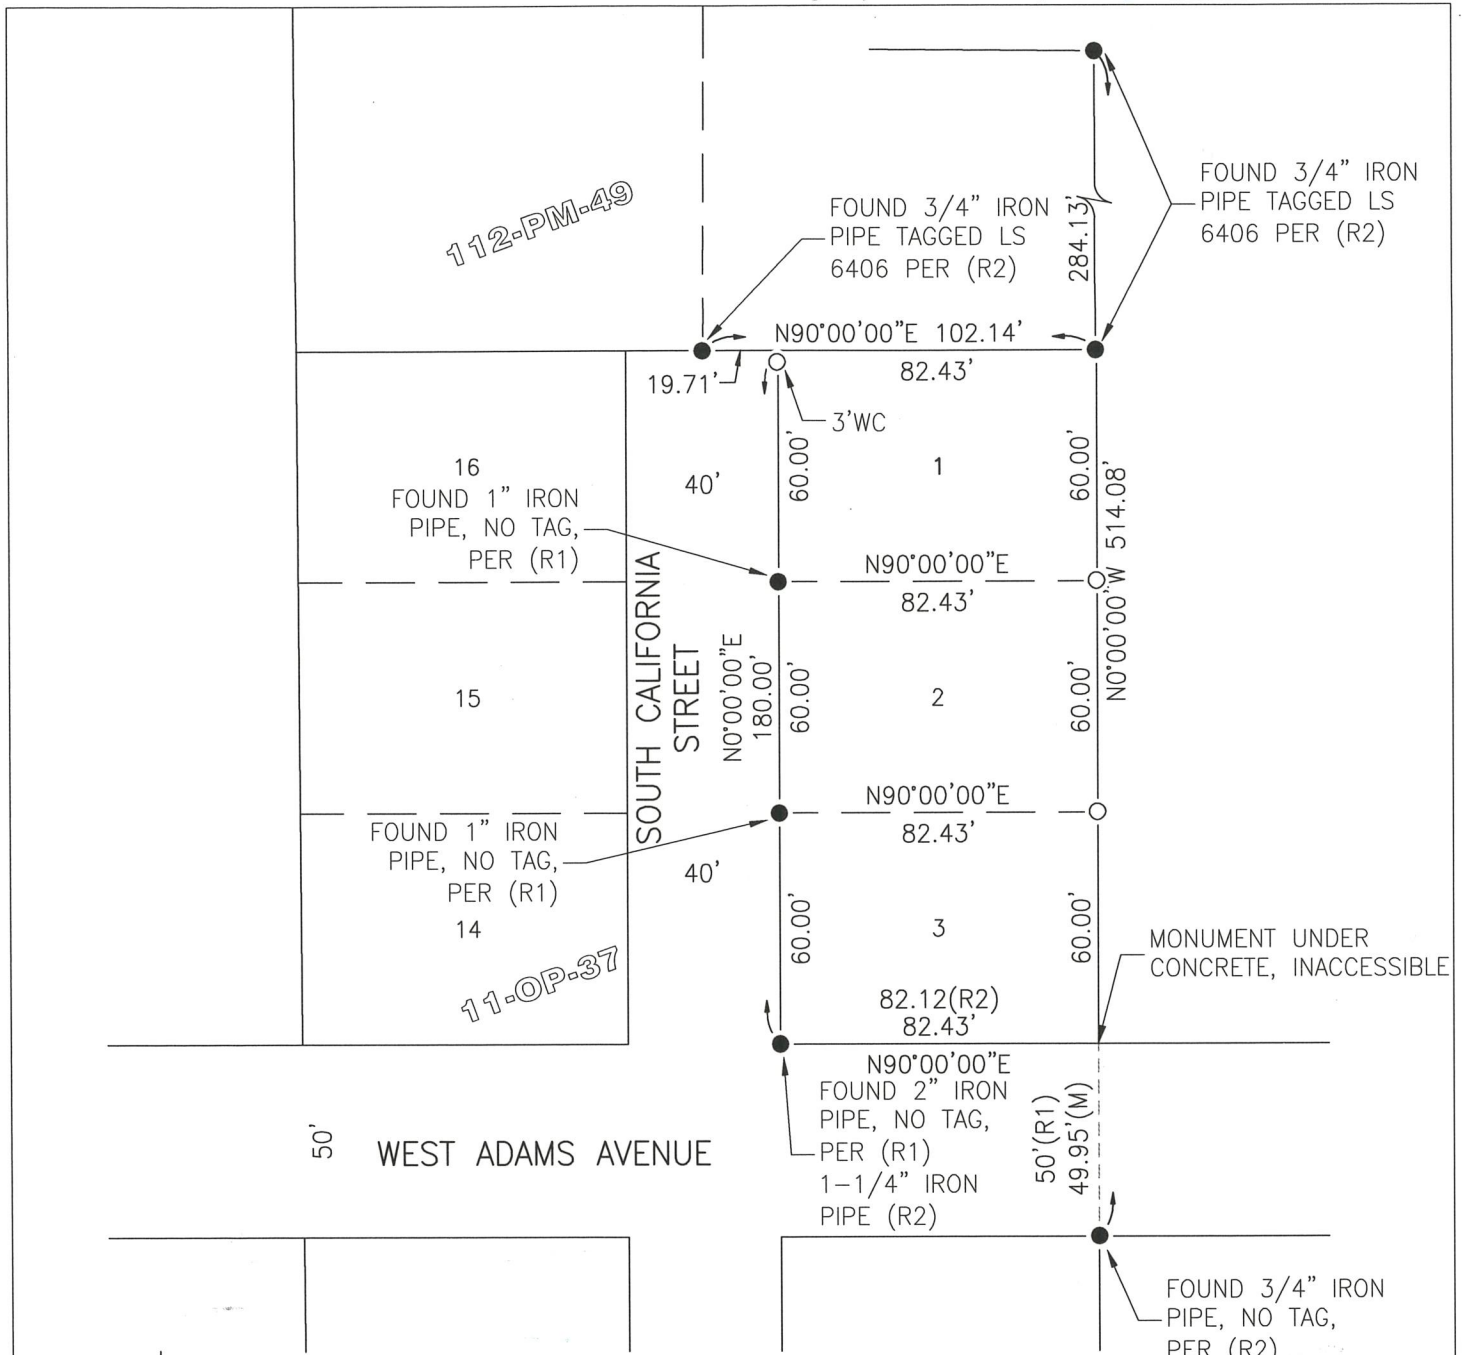 112-PM-49
FOUND 3/4" IRON
PIPE TAGGED LS
6406 PER (R2)
FOUND 3/4" IRON
PIPE TAGGED LS
6406 PER (R2)
284.13'
N90°00'00"E 102.14'
19.71'
82.43'
3'WC
16
FOUND 1" IRON
PIPE, NO TAG,
PER (R1)
40'
60.00'
1
60.00'
N0°00'00"W 514.08'
N90°00'00"E
82.43'
15
SOUTH CALIFORNIA
STREET
N0°00'00"E
180.00'
60.00'
2
60.00'
N90°00'00"E
82.43'
FOUND 1" IRON
PIPE, NO TAG,
PER (R1)
14
40'
60.00'
3
60.00'
MONUMENT UNDER
CONCRETE, INACCESSIBLE
11-OP-37
82.12(R2)
82.43'
N90°00'00"E
FOUND 2" IRON
PIPE, NO TAG,
PER (R1)
1-1/4" IRON
PIPE (R2)
50'(R1)
49.95'(M)
50'
WEST ADAMS AVENUE
FOUND 3/4" IRON
PIPE, NO TAG,
PER (R2)